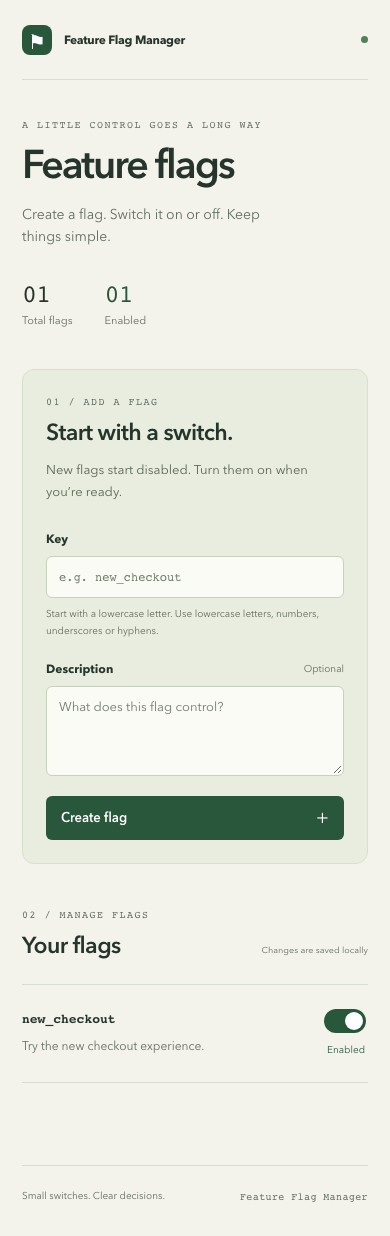 Feature Flag Manager
A LITTLE CONTROL GOES A LONG WAY
Feature flags
Create a flag. Switch it on or off. Keep
things simple.
01 01
Total flags Enabled
01 / ADD A FLAG
Start with a switch.
New flags start disabled. Turn them on when
you’re ready.
Key
e.g. new_checkout
Start with a lowercase letter. Use lowercase letters, numbers,
underscores or hyphens.
Description Optional
What does this flag control?
Create flag +
02 / MANAGE FLAGS
Your flags Changes are saved locally
new_checkout
Try the new checkout experience.
Enabled
Small switches. Clear decisions. Feature Flag Manager